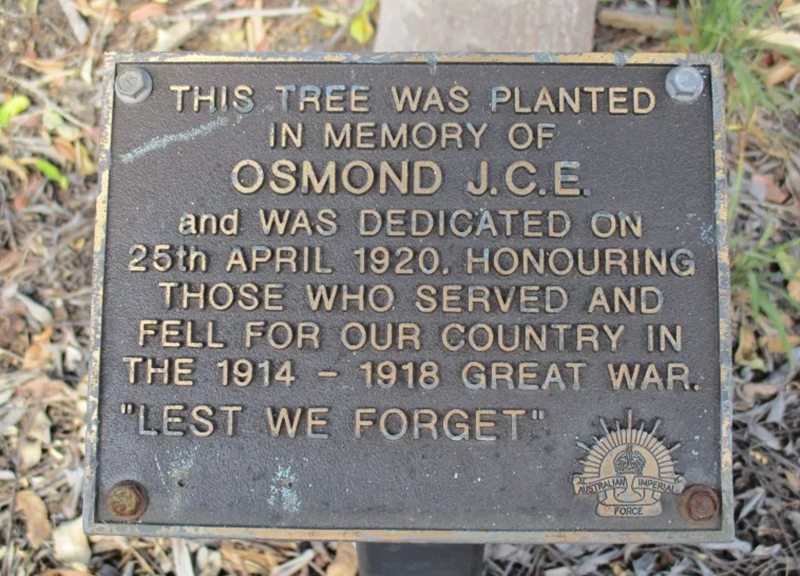 THIS TREE WAS PLANTED
IN MEMORY OF
OSMOND J.C.E.
and WAS DEDICATED ON
25th APRIL 1920. HONOURING
THOSE WHO SERVED AND
FELL FOR OUR COUNTRY IN
THE 1914 - 1918 GREAT WAR.
"LEST WE FORGET"
AUSTRALIAN IMPERIAL
FORCE